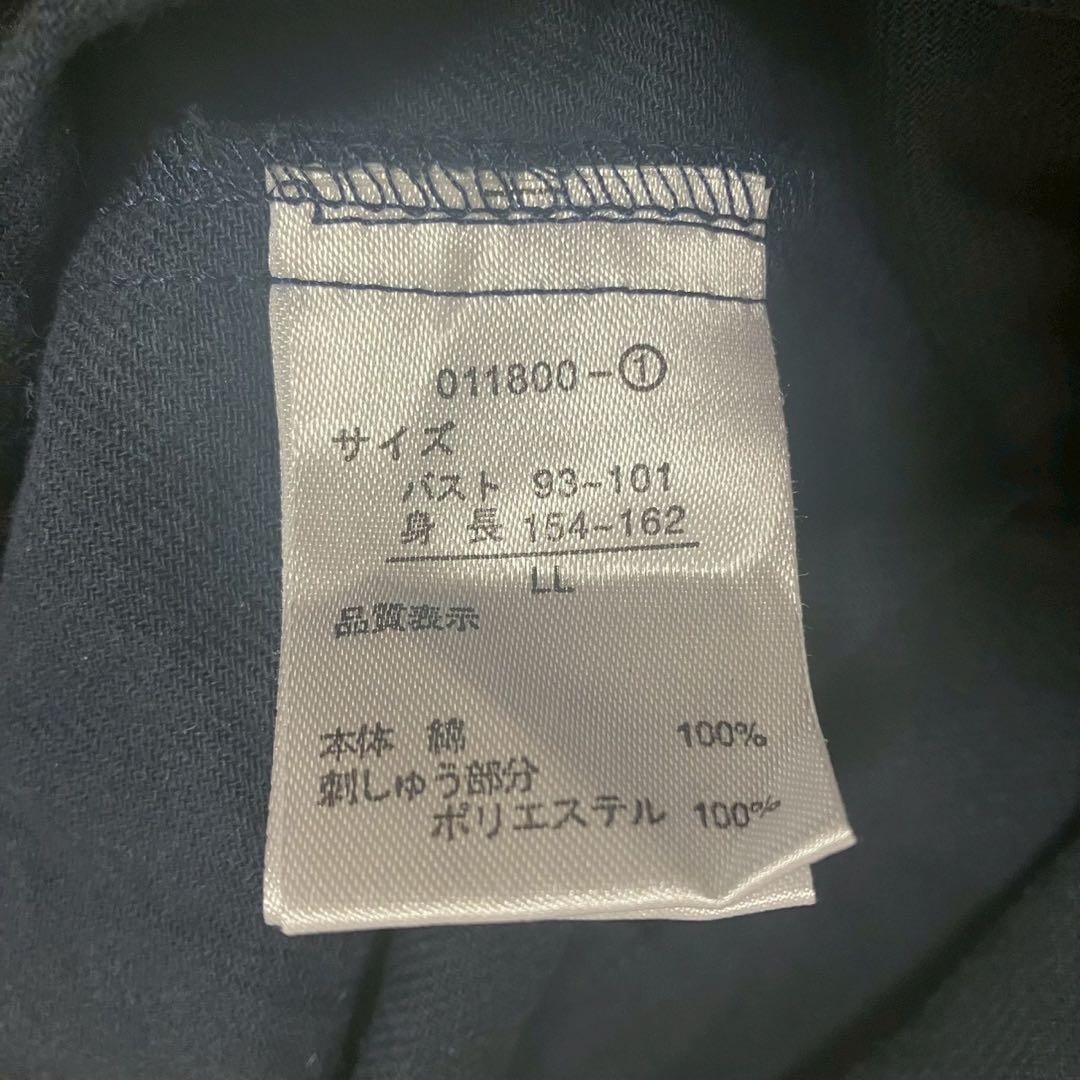 011800-①
サイズ
バスト 93~101
身長 154~162
LL
品質表示
本体 綿 100%
刺しゅう部分
ポリエステル 100%